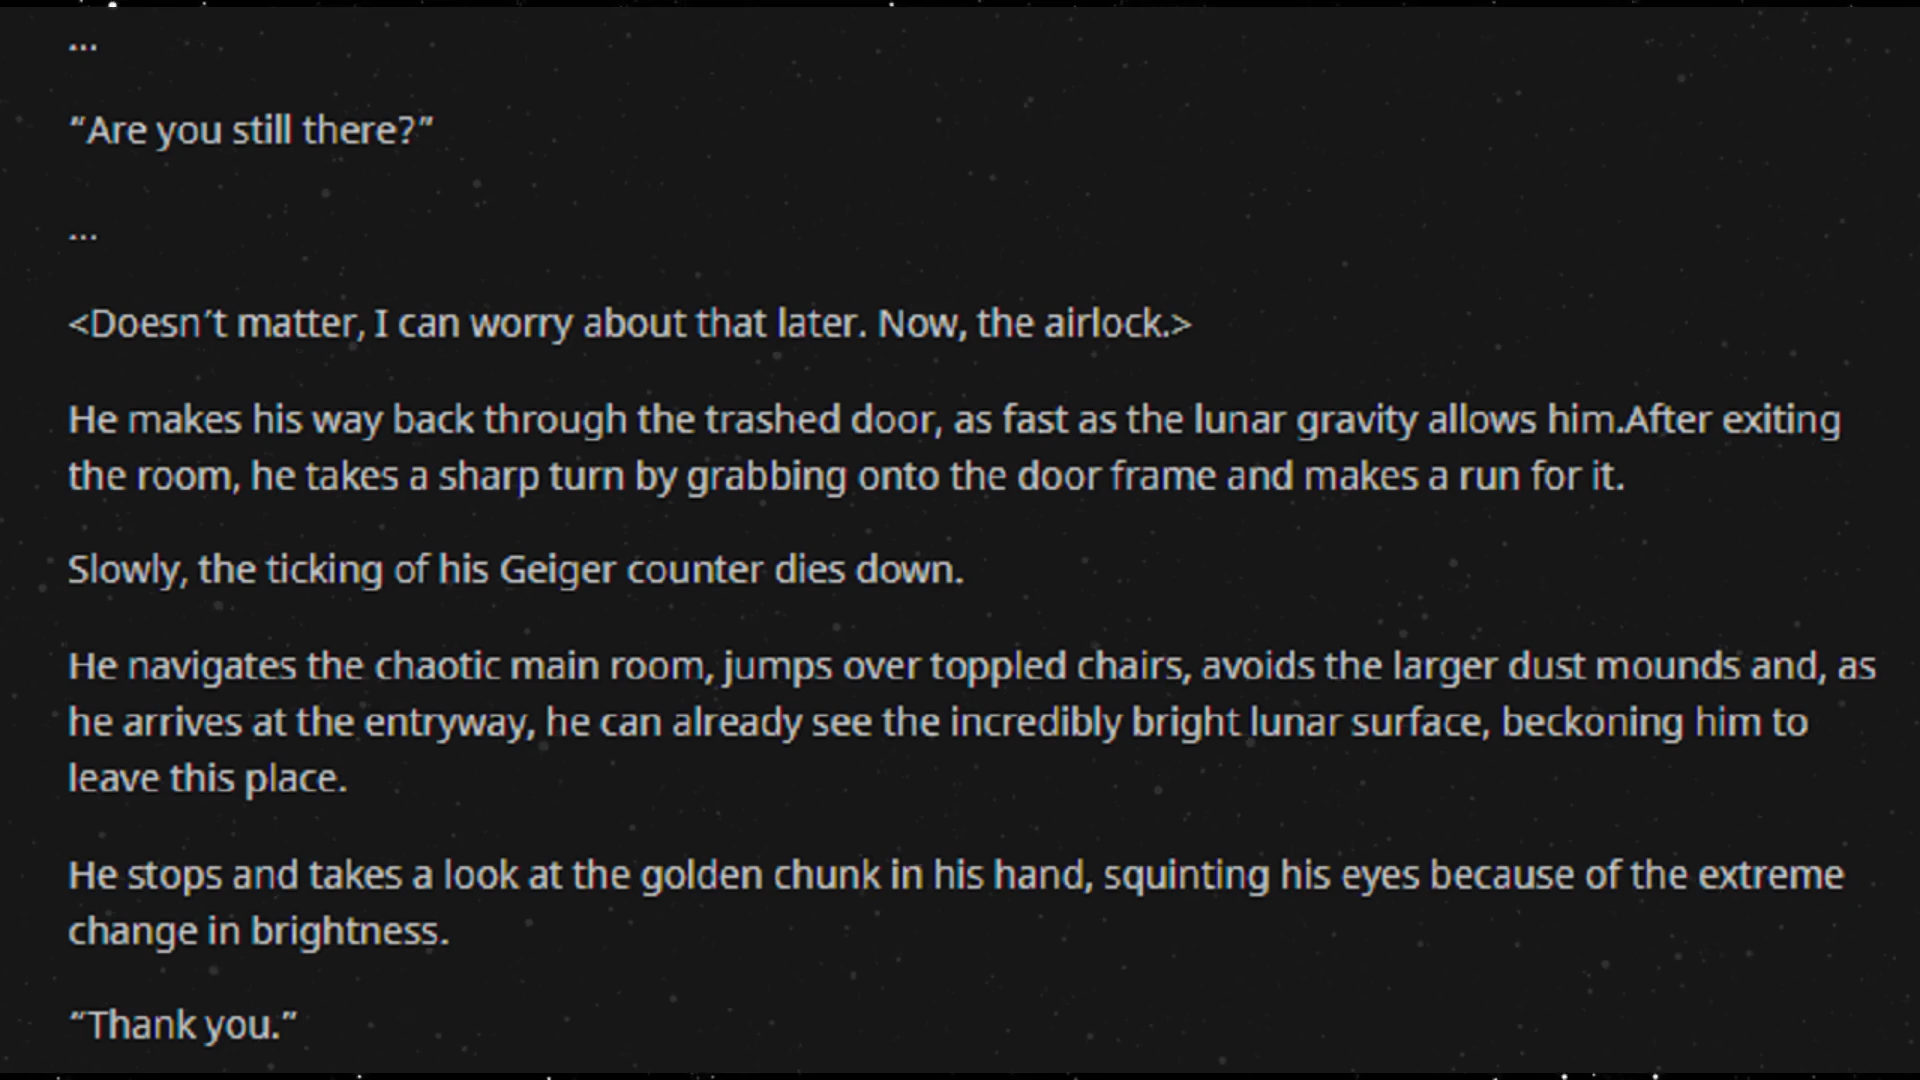 ...
“Are you still there?”
...
<Doesn’t matter, I can worry about that later. Now, the airlock.>
He makes his way back through the trashed door, as fast as the lunar gravity allows him.After exiting
the room, he takes a sharp turn by grabbing onto the door frame and makes a run for it.
Slowly, the ticking of his Geiger counter dies down.
He navigates the chaotic main room, jumps over toppled chairs, avoids the larger dust mounds and, as
he arrives at the entryway, he can already see the incredibly bright lunar surface, beckoning him to
leave this place.
He stops and takes a look at the golden chunk in his hand, squinting his eyes because of the extreme
change in brightness.
“Thank you.”